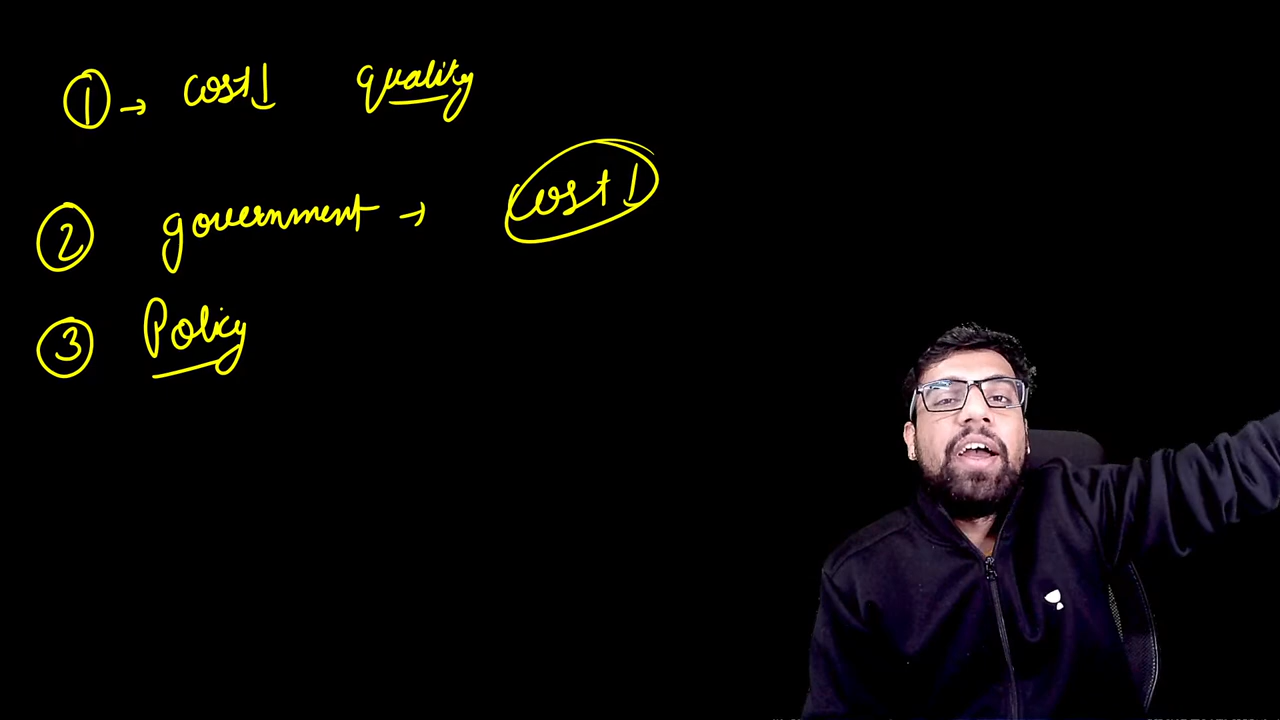 ① → cost↓ quality
② government → cost↓
③ Policy